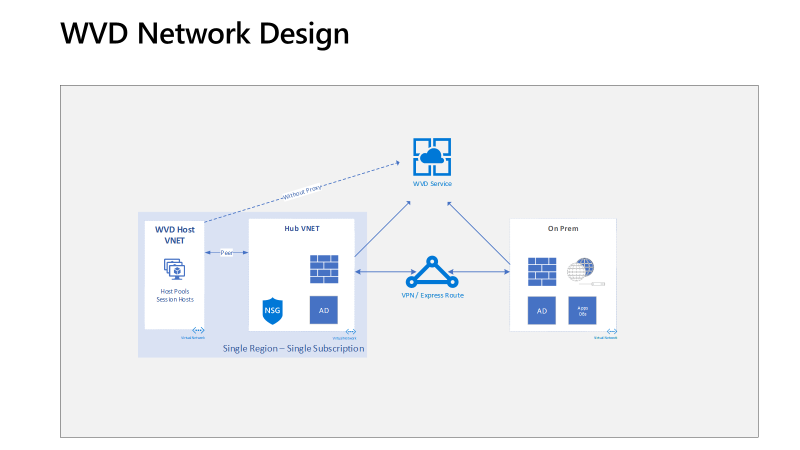 WVD Network Design
WVD Service
Without Proxy
WVD Host
VNET
Host Pools
Session Hosts
Virtual Network
Peer
Hub VNET
NSG
AD
Virtual Network
Single Region – Single Subscription
VPN / Express Route
On Prem
AD
Apps
DBs
Virtual Network